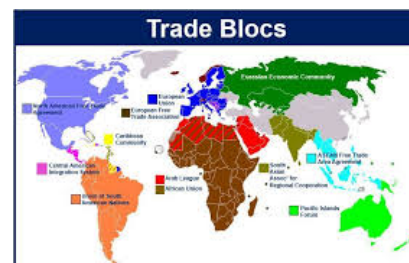 Trade Blocs
Eurasian Economic Community
European
Union
European Free
Trade Association
North American Free Trade
Agreement
Caribbean
Community
Central American
Integration System
Union of South
American Nations
Arab League
African Union
South
Asian
Assoc' for
Regional Cooperation
ASEAN Free Trade
Area Agreement
Pacific Islands
Forum